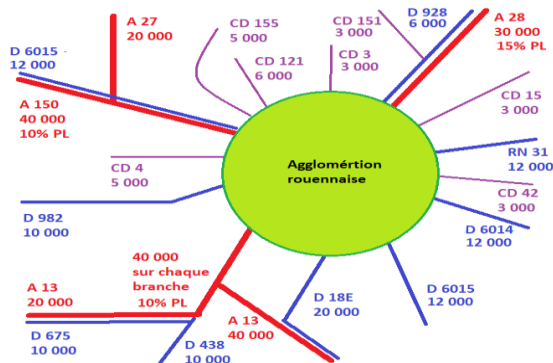 A 27
20 000
CD 155
5 000
CD 151
3 000
D 928
6 000
A 28
30 000
15% PL
D 6015
12 000
CD 121
6 000
CD 3
3 000
A 150
40 000
10% PL
CD 15
3 000
Agglomértion
rouennaise
RN 31
12 000
CD 4
5 000
CD 42
3 000
D 982
10 000
D 6014
12 000
40 000
sur chaque
branche
10% PL
A 13
20 000
D 18E
20 000
D 6015
12 000
A 13
40 000
D 675
10 000
D 438
10 000